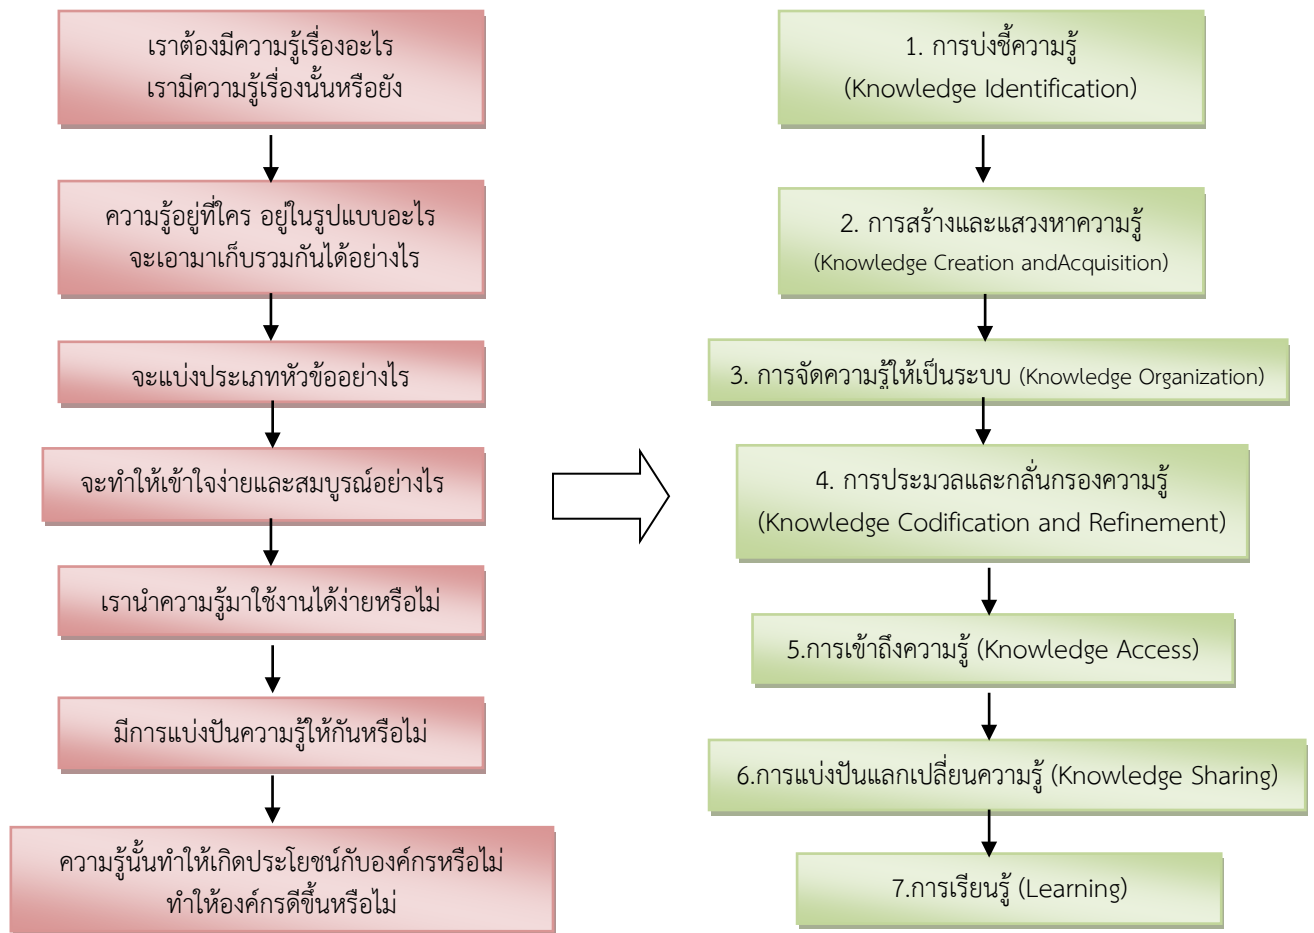 เราต้องมีความรู้เรื่องอะไร
เรามีความรู้เรื่องนั้นหรือยัง
ความรู้อยู่ที่ใคร อยู่ในรูปแบบอะไร
จะเอามาเก็บรวมกันได้อย่างไร
จะแบ่งประเภทหัวข้ออย่างไร
จะทำให้เข้าใจง่ายและสมบูรณ์อย่างไร
เรานำความรู้มาใช้งานได้ง่ายหรือไม่
มีการแบ่งปันความรู้ให้กันหรือไม่
ความรู้นั้นทำให้เกิดประโยชน์กับองค์กรหรือไม่
ทำให้องค์กรดีขึ้นหรือไม่
1. การบ่งชี้ความรู้
(Knowledge Identification)
2. การสร้างและแสวงหาความรู้
(Knowledge Creation andAcquisition)
3. การจัดความรู้ให้เป็นระบบ (Knowledge Organization)
4. การประมวลและกลั่นกรองความรู้
(Knowledge Codification and Refinement)
5.การเข้าถึงความรู้ (Knowledge Access)
6.การแบ่งปันแลกเปลี่ยนความรู้ (Knowledge Sharing)
7.การเรียนรู้ (Learning)